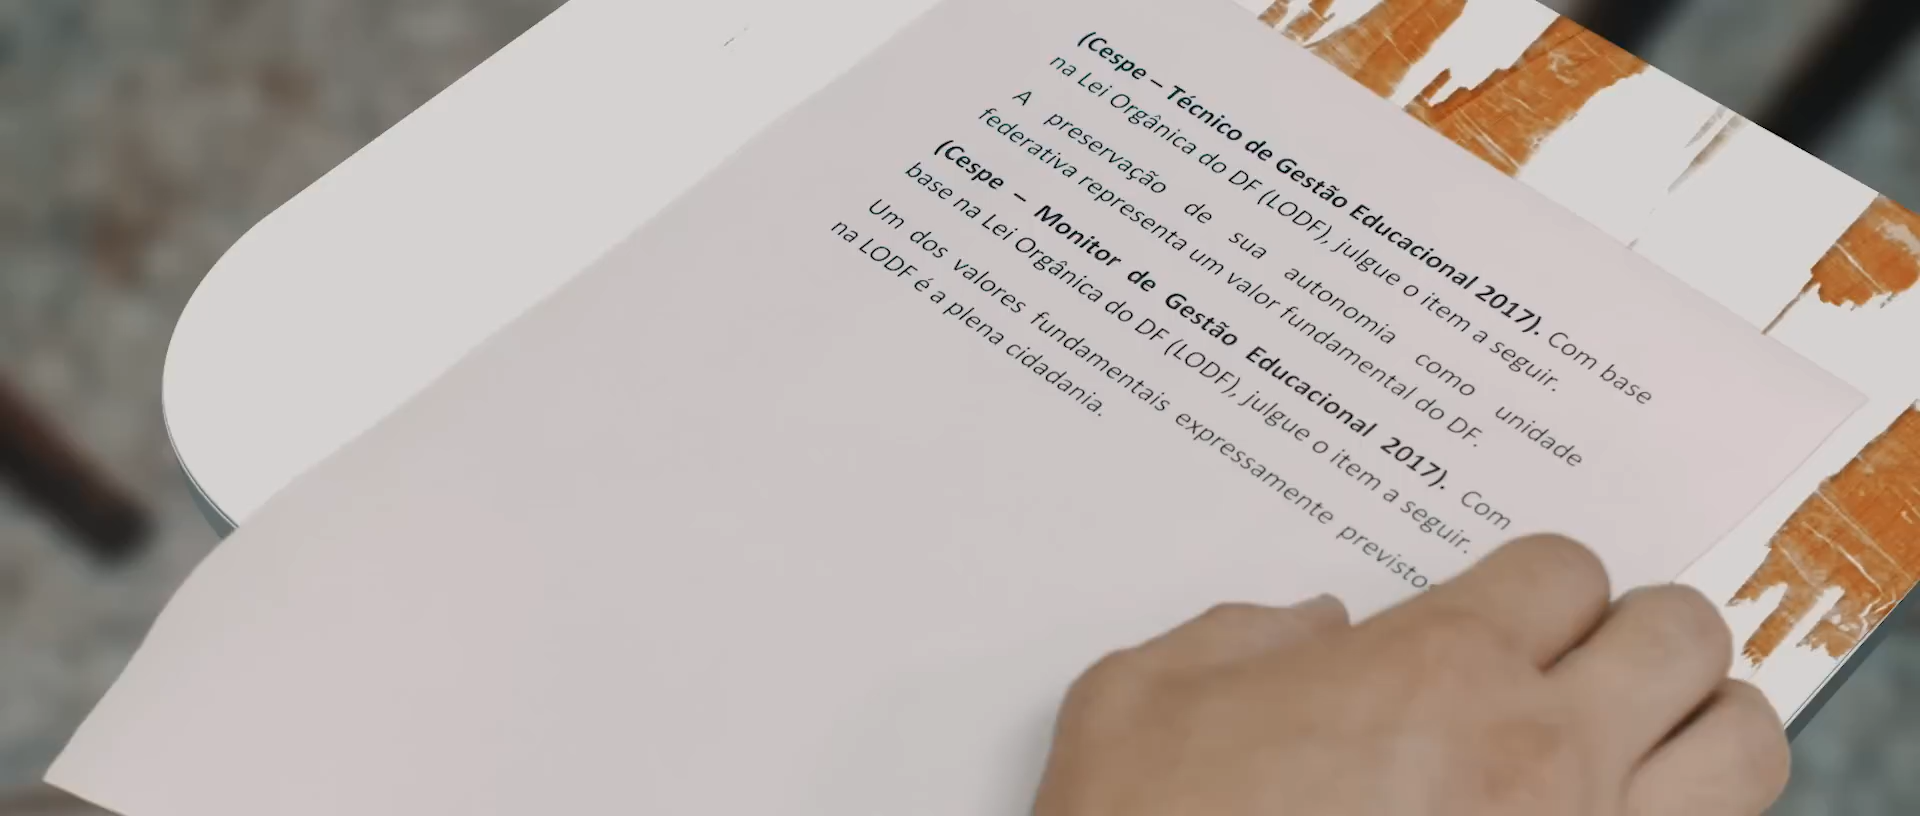 (Cespe – Técnico de Gestão Educacional 2017). Com base
na Lei Orgânica do DF (LODF), julgue o item a seguir.
A preservação de sua autonomia como unidade
federativa representa um valor fundamental do DF.
(Cespe – Monitor de Gestão Educacional 2017). Com
base na Lei Orgânica do DF (LODF), julgue o item a seguir.
Um dos valores fundamentais expressamente previstos
na LODF é a plena cidadania.